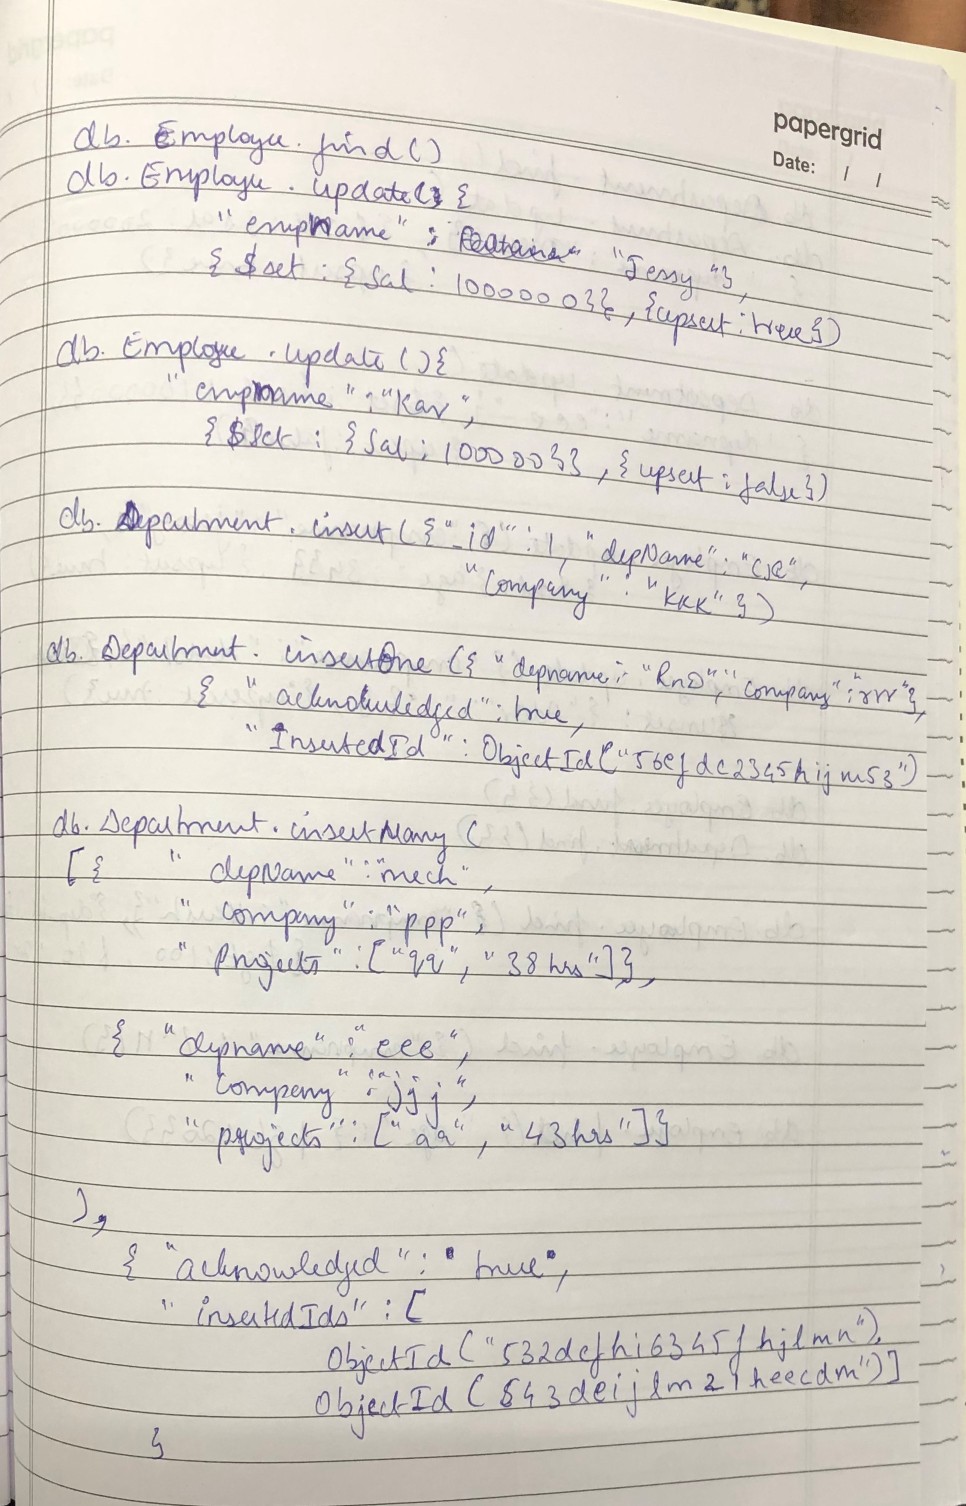 papergrid
Date: / /
db. Employee. find()
db. Employee. update(){
"empName" : "Jessy"},
{$set : {Sal : 1000000}}, {upsert : true})
db. Employee. update(){
"empname" : "Kav",
{$Set : {Sal : 100000}}, {upsert : false})
db. Department. insert({"_id" : 1, "depName" : "CSE",
"Company" : "KKK"})
db. Department. insertOne({"depname : "RnD", "company" : rrr"},
{"acknowledged" : true,
"InsertedId" : ObjectId("56efdc2345hijm53")
db. Department. insertMany(
[{ "depName" : "mech",
"company" : "ppp",
"Projects" : ["qq", "38hrs"]},
{ "depname" : "eee",
"Company" : "jjj",
"projects" : ["aa", "43hrs"]}
),
{ "acknowledged" : "true",
"insertedIds" : [
ObjectId("532defhi6345fhjlmn"),
ObjectId(543deijlm21heecdm")]
}